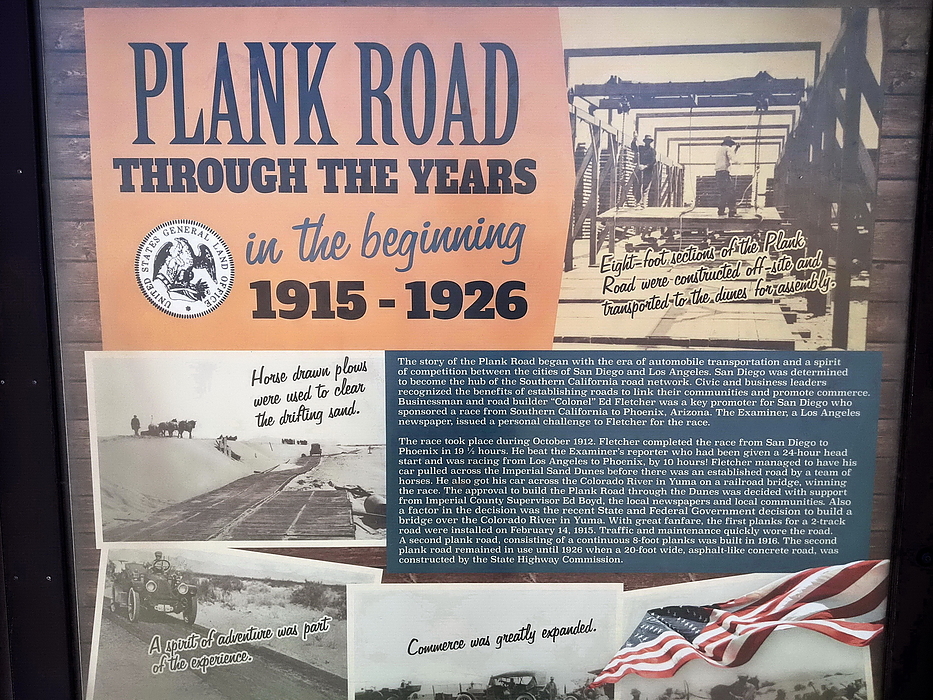 PLANK ROAD
THROUGH THE YEARS
in the beginning
1915 - 1926
UNITED STATES GENERAL LAND OFFICE
Eight-foot sections of the Plank
Road were constructed off-site and
transported to the dunes for assembly.
Horse drawn plows
were used to clear
the drifting sand.
The story of the Plank Road began with the era of automobile transportation and a spirit
of competition between the cities of San Diego and Los Angeles. San Diego was determined
to become the hub of the Southern California road network. Civic and business leaders
recognized the benefits of establishing roads to link their communities and promote commerce.
Businessman and road builder "Colonel" Ed Fletcher was a key promoter for San Diego who
sponsored a race from Southern California to Phoenix, Arizona. The Examiner, a Los Angeles
newspaper, issued a personal challenge to Fletcher for the race.
The race took place during October 1912. Fletcher completed the race from San Diego to
Phoenix in 19 ½ hours. He beat the Examiner's reporter who had been given a 24-hour head
start and was racing from Los Angeles to Phoenix, by 10 hours! Fletcher managed to have his
car pulled across the Imperial Sand Dunes before there was an established road by a team of
horses. He also got his car across the Colorado River in Yuma on a railroad bridge, winning
the race. The approval to build the Plank Road through the Dunes was decided with support
from Imperial County Supervisor Ed Boyd, the local newspapers and local communities. Also
a factor in the decision was the recent State and Federal Government decision to build a
bridge over the Colorado River in Yuma. With great fanfare, the first planks for a 2-track
road were installed on February 14, 1915. Traffic and maintenance quickly wore the road.
A second plank road, consisting of a continuous 8-foot planks was built in 1916. The second
plank road remained in use until 1926 when a 20-foot wide, asphalt-like concrete road, was
constructed by the State Highway Commission.
A spirit of adventure was part
of the experience.
Commerce was greatly expanded.